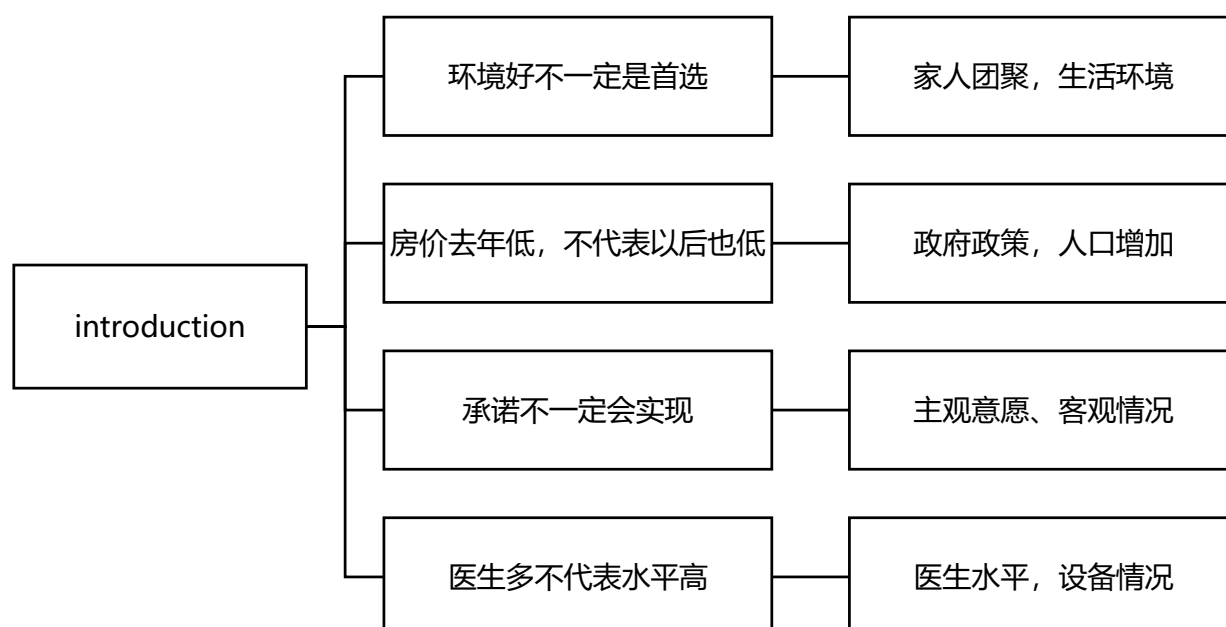 introduction
环境好不一定是首选
家人团聚，生活环境
房价去年低，不代表以后也低
政府政策，人口增加
承诺不一定会实现
主观意愿、客观情况
医生多不代表水平高
医生水平，设备情况